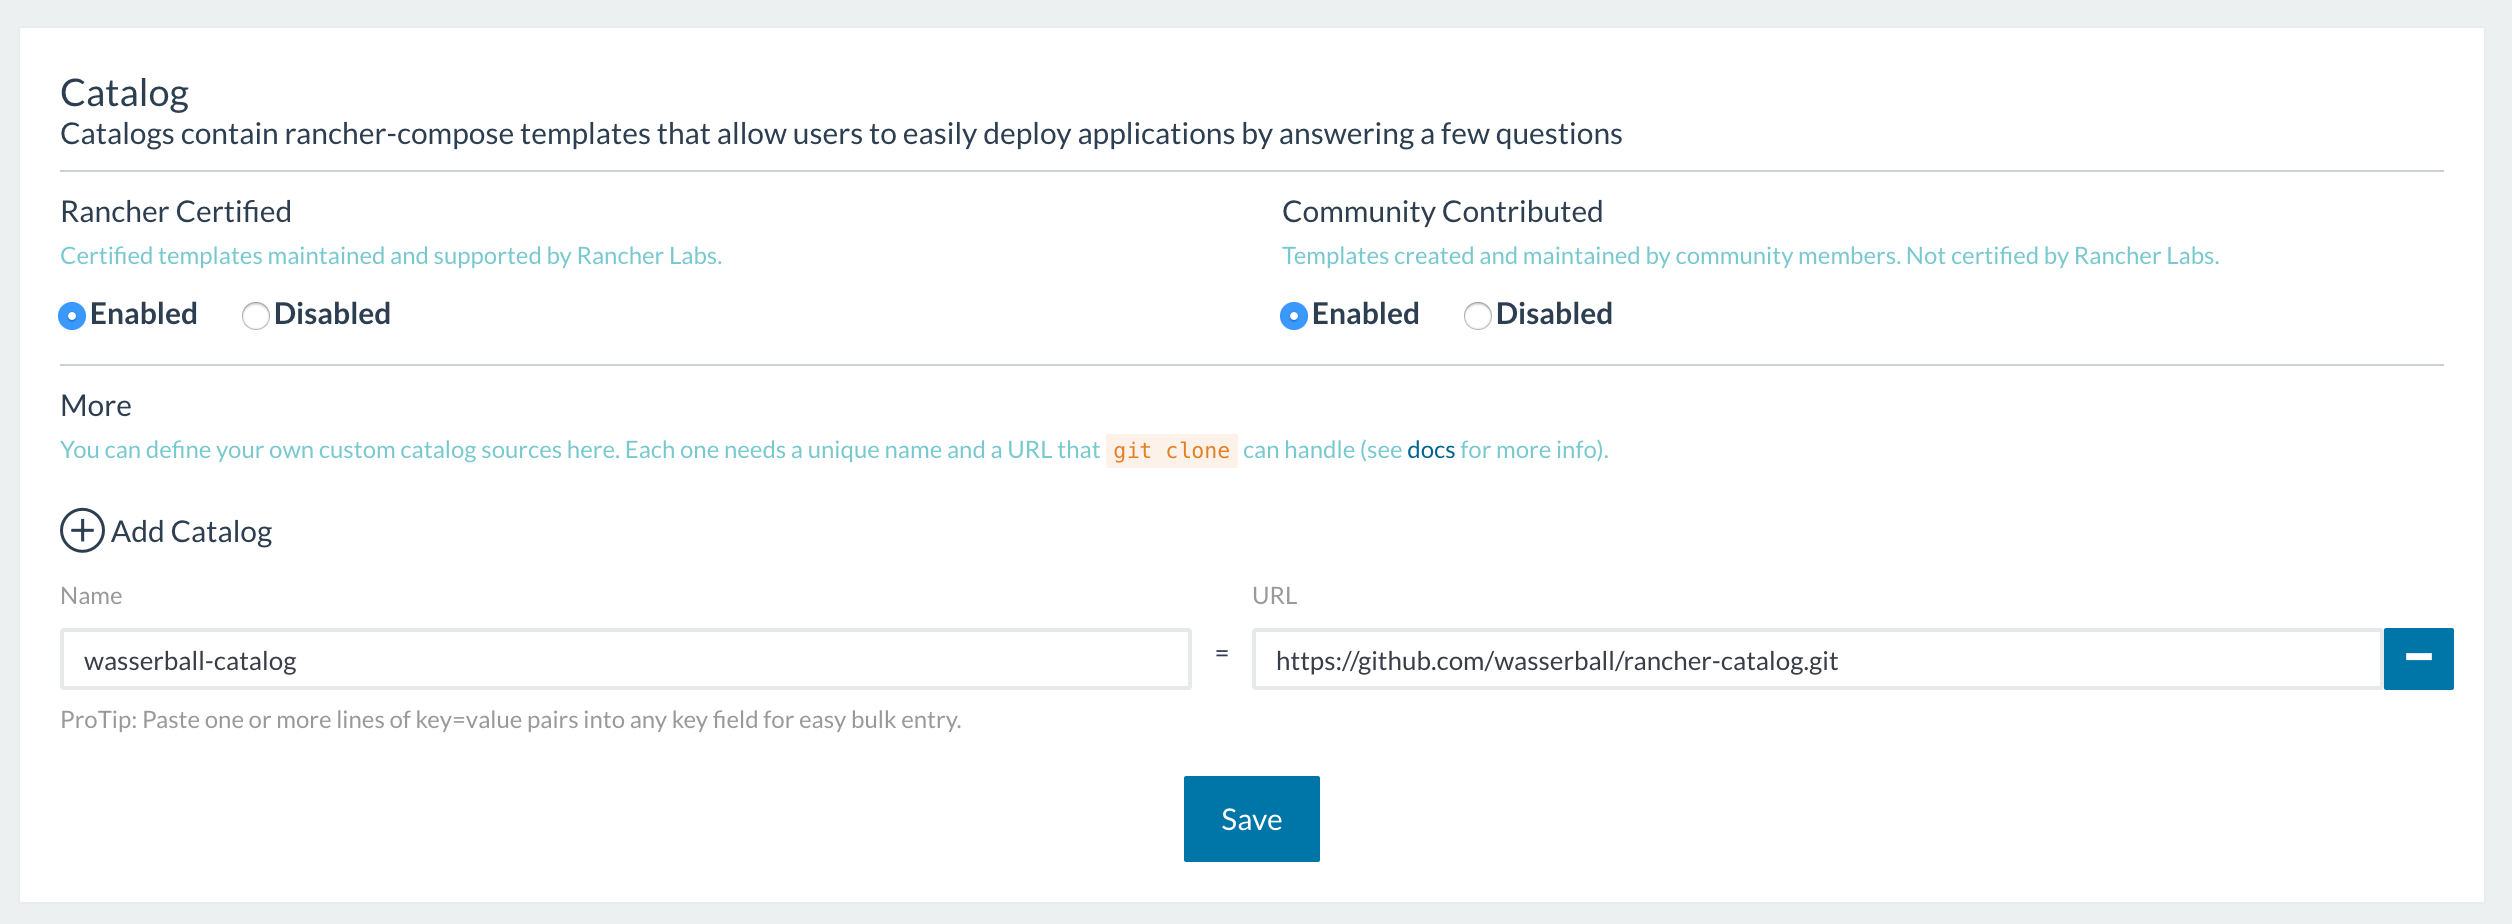 Catalog
Catalogs contain rancher-compose templates that allow users to easily deploy applications by answering a few questions
Rancher Certified
Certified templates maintained and supported by Rancher Labs.
Enabled Disabled
Community Contributed
Templates created and maintained by community members. Not certified by Rancher Labs.
Enabled Disabled
More
You can define your own custom catalog sources here. Each one needs a unique name and a URL that git clone can handle (see docs for more info).
Add Catalog
Name URL
wasserball-catalog = https://github.com/wasserball/rancher-catalog.git
ProTip: Paste one or more lines of key=value pairs into any key field for easy bulk entry.
Save